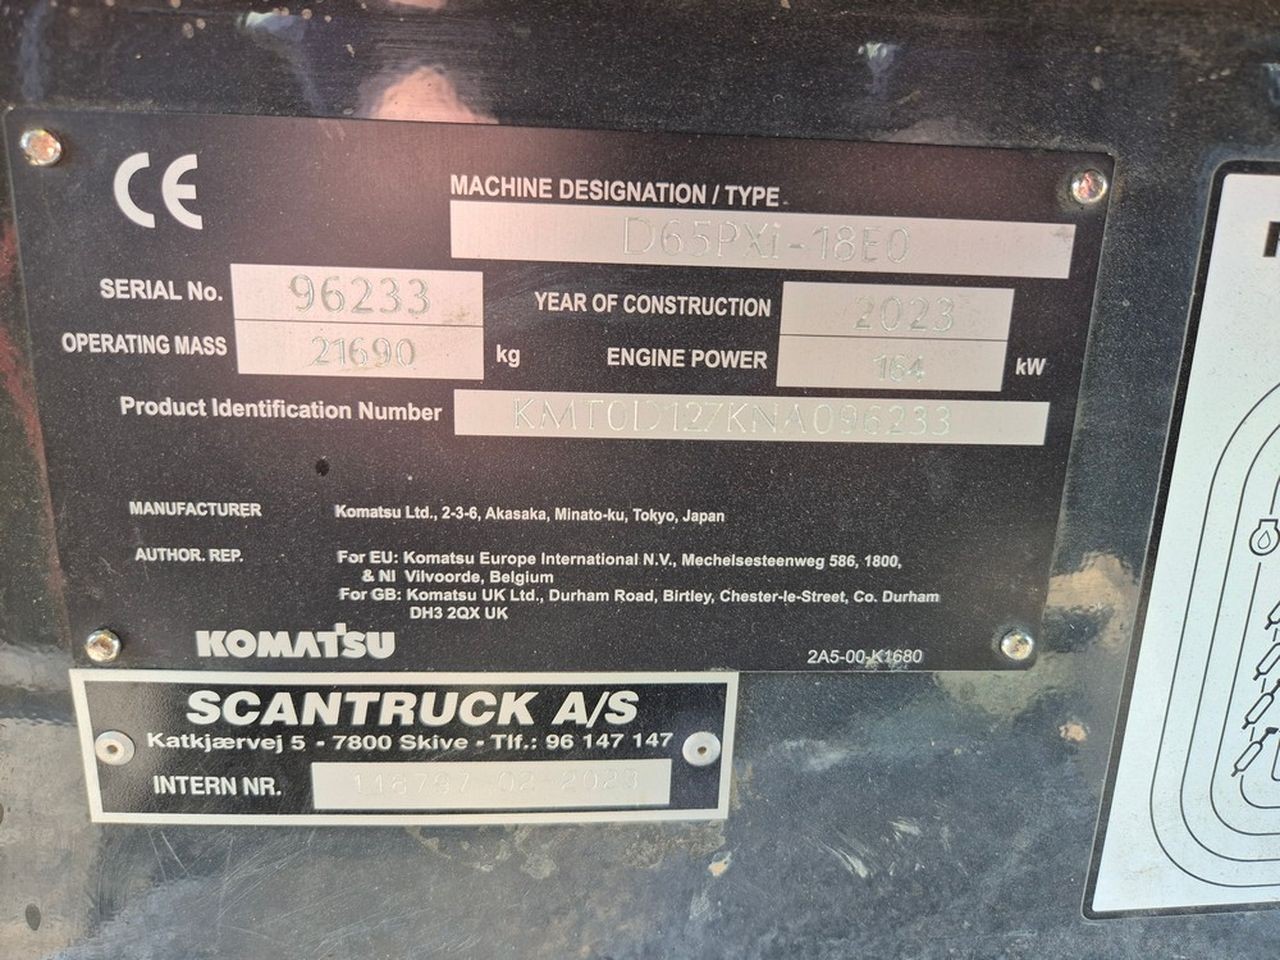 CE
MACHINE DESIGNATION / TYPE
D65PXi-18E0
SERIAL No. 96233 YEAR OF CONSTRUCTION 2023
OPERATING MASS 21690 kg ENGINE POWER 164 kW
Product Identification Number KMT0D127KNA096233
MANUFACTURER Komatsu Ltd., 2-3-6, Akasaka, Minato-ku, Tokyo, Japan
AUTHOR. REP. For EU: Komatsu Europe International N.V., Mechelsesteenweg 586, 1800,
& NI Vilvoorde, Belgium
For GB: Komatsu UK Ltd., Durham Road, Birtley, Chester-le-Street, Co. Durham
DH3 2QX UK
KOMATSU 2A5-00-K1680
SCANTRUCK A/S
Katkjærvej 5 - 7800 Skive - Tlf.: 96 147 147
INTERN NR. 118797 02-2023